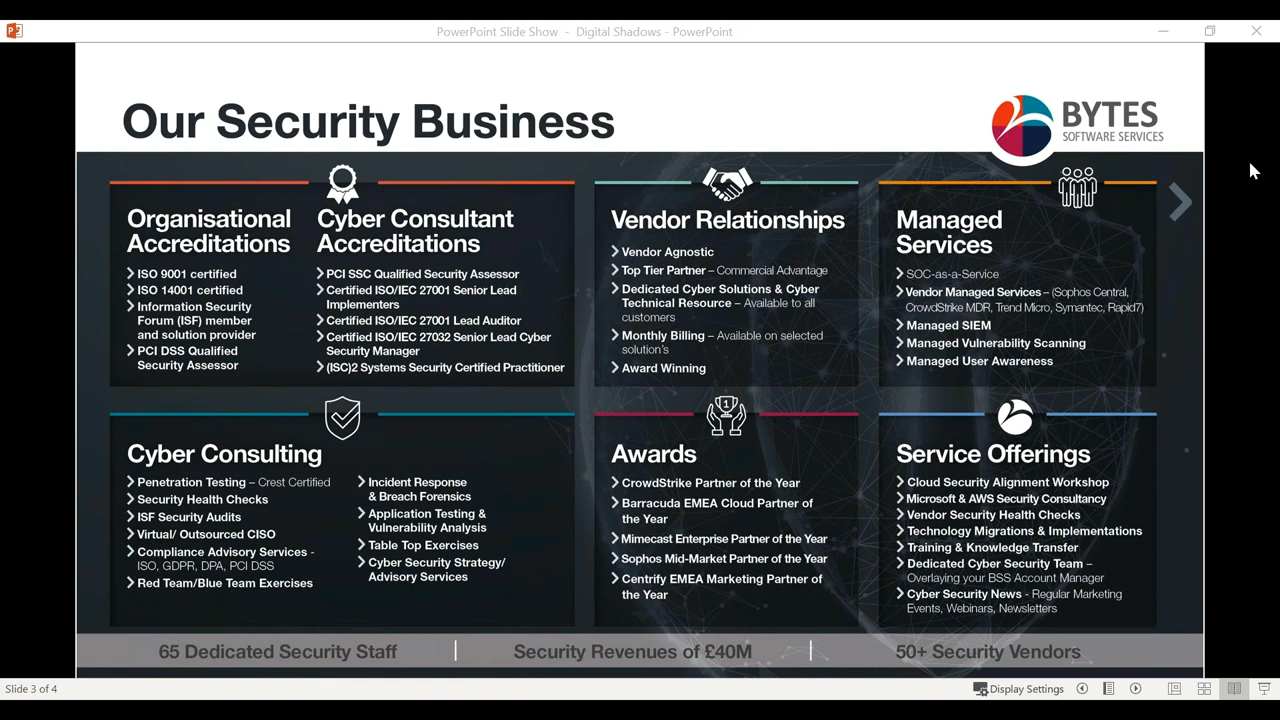 PowerPoint Slide Show - Digital Shadows - PowerPoint
Our Security Business
BYTES
SOFTWARE SERVICES
Organisational
Accreditations
ISO 9001 certified
ISO 14001 certified
Information Security
Forum (ISF) member
and solution provider
PCI DSS Qualified
Security Assessor
Cyber Consultant
Accreditations
PCI SSC Qualified Security Assessor
Certified ISO/IEC 27001 Senior Lead
Implementers
Certified ISO/IEC 27001 Lead Auditor
Certified ISO/IEC 27032 Senior Lead Cyber
Security Manager
(ISC)2 Systems Security Certified Practitioner
Vendor Relationships
Vendor Agnostic
Top Tier Partner – Commercial Advantage
Dedicated Cyber Solutions & Cyber
Technical Resource – Available to all
customers
Monthly Billing – Available on selected
solution's
Award Winning
Managed
Services
SOC-as-a-Service
Vendor Managed Services – (Sophos Central,
CrowdStrike MDR, Trend Micro, Symantec, Rapid7)
Managed SIEM
Managed Vulnerability Scanning
Managed User Awareness
Cyber Consulting
Penetration Testing – Crest Certified
Security Health Checks
ISF Security Audits
Virtual/ Outsourced CISO
Compliance Advisory Services -
ISO, GDPR, DPA, PCI DSS
Red Team/Blue Team Exercises
Incident Response
& Breach Forensics
Application Testing &
Vulnerability Analysis
Table Top Exercises
Cyber Security Strategy/
Advisory Services
1
Awards
CrowdStrike Partner of the Year
Barracuda EMEA Cloud Partner of
the Year
Mimecast Enterprise Partner of the Year
Sophos Mid-Market Partner of the Year
Centrify EMEA Marketing Partner of
the Year
Service Offerings
Cloud Security Alignment Workshop
Microsoft & AWS Security Consultancy
Vendor Security Health Checks
Technology Migrations & Implementations
Training & Knowledge Transfer
Dedicated Cyber Security Team –
Overlaying your BSS Account Manager
Cyber Security News - Regular Marketing
Events, Webinars, Newsletters
65 Dedicated Security Staff
Security Revenues of £40M
50+ Security Vendors
Slide 3 of 4
Display Settings